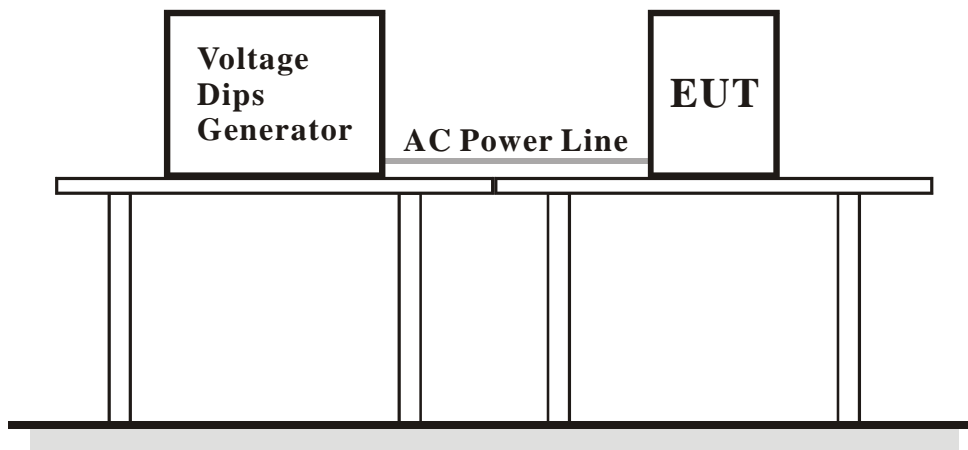 Voltage
Dips
Generator
EUT
AC Power Line